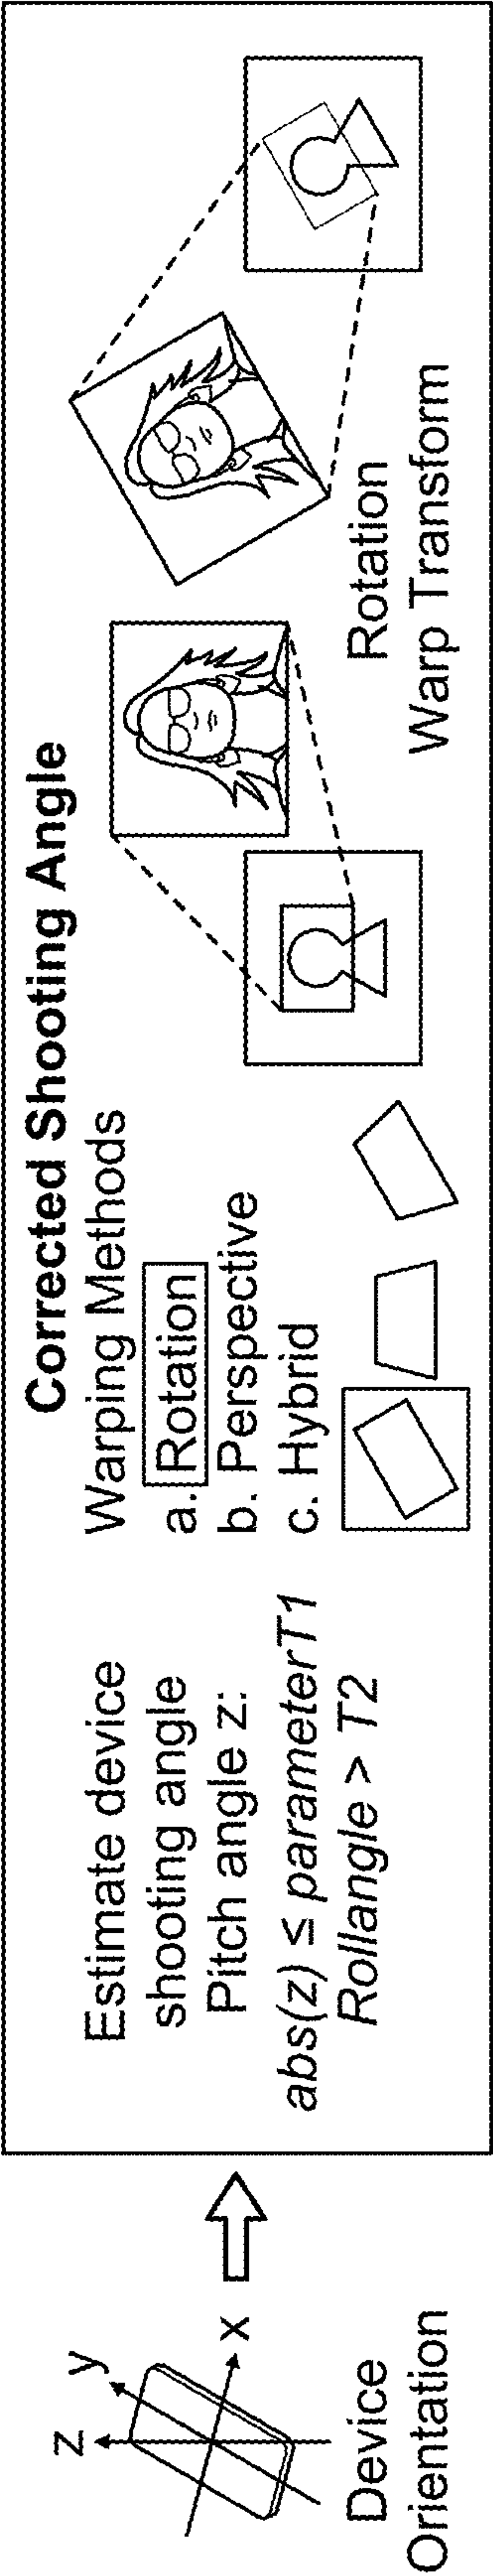 z
y
x
Device
Orientation
Corrected Shooting Angle
Estimate device
shooting angle
Pitch angle z:
abs(z) ≤ parameterT1
Rollangle > T2
Warping Methods
a. Rotation
b. Perspective
c. Hybrid
Rotation
Warp Transform